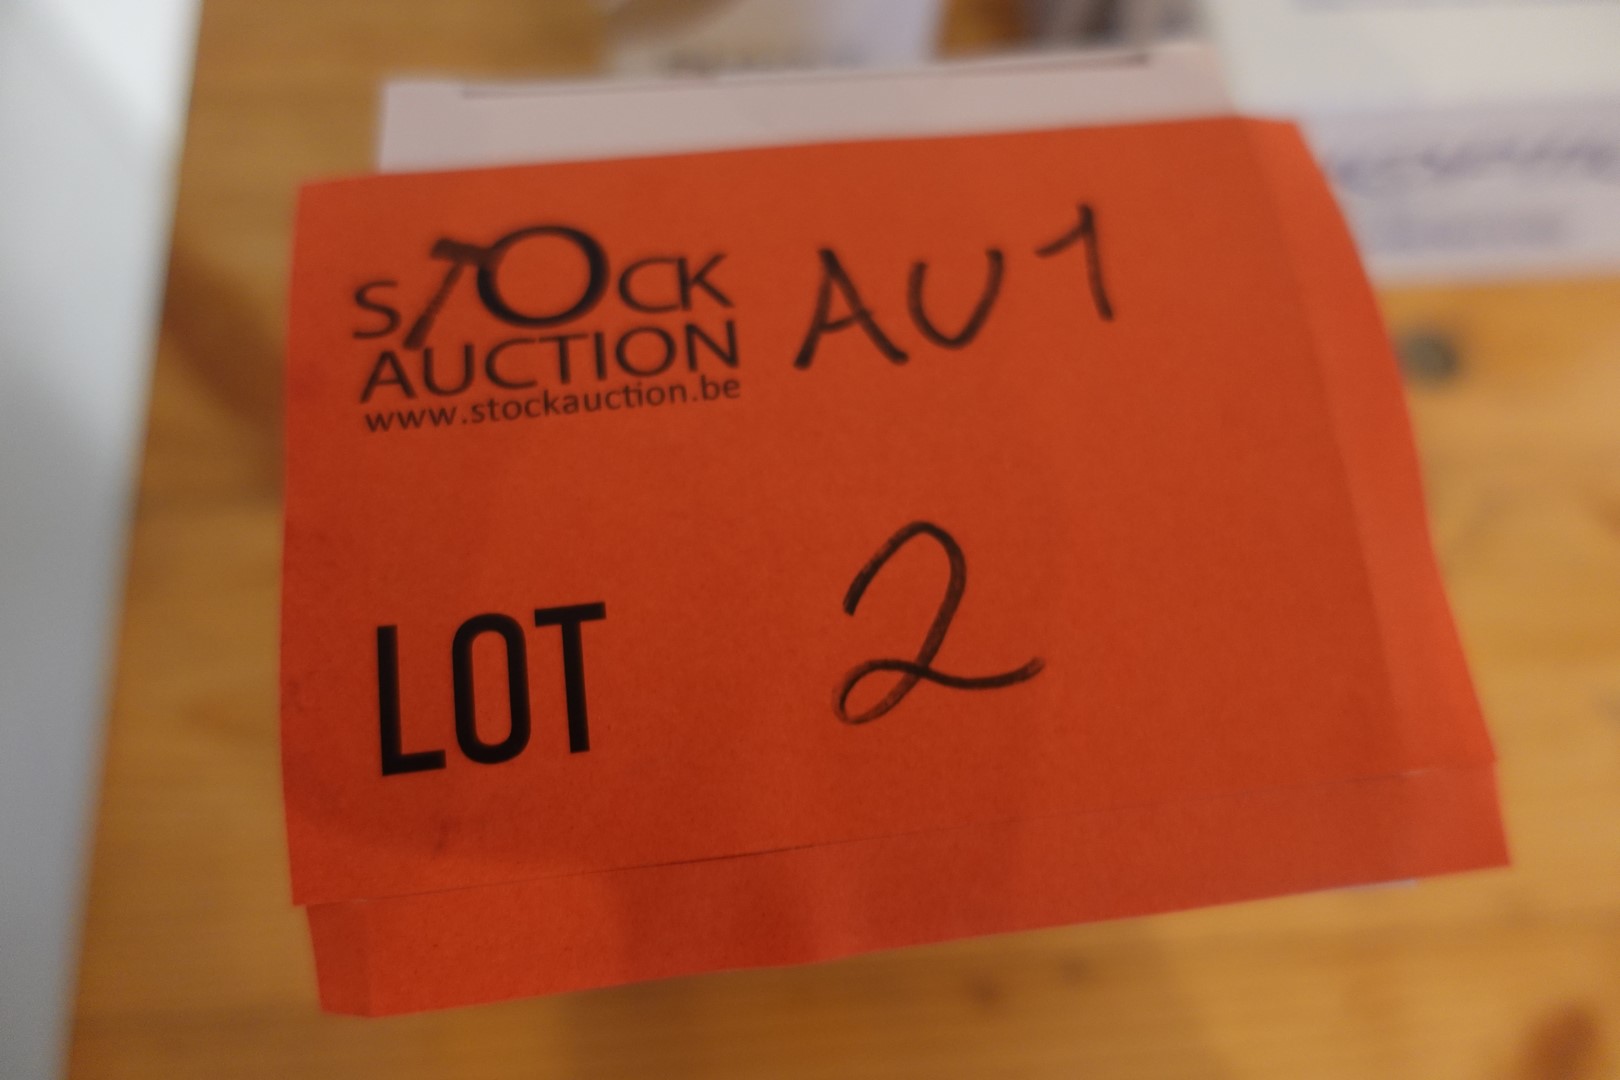 STOCK AU1
AUCTION
www.stockauction.be
LOT 2